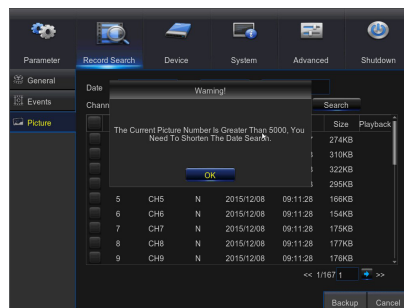 Parameter Record Search Device System Advanced Shutdown
General
Events
Picture
Date
Chann
Search
Warning!
The Current Picture Number Is Greater Than 5000, You
Need To Shorten The Date Search.
OK
Size Playback
274KB
310KB
322KB
295KB
5 CH5 N 2015/12/08 09:11:28 166KB
6 CH6 N 2015/12/08 09:11:28 154KB
7 CH7 N 2015/12/08 09:11:28 175KB
8 CH8 N 2015/12/08 09:11:28 177KB
9 CH9 N 2015/12/08 09:11:28 176KB
<< 1/167 1 >>
Backup Cancel